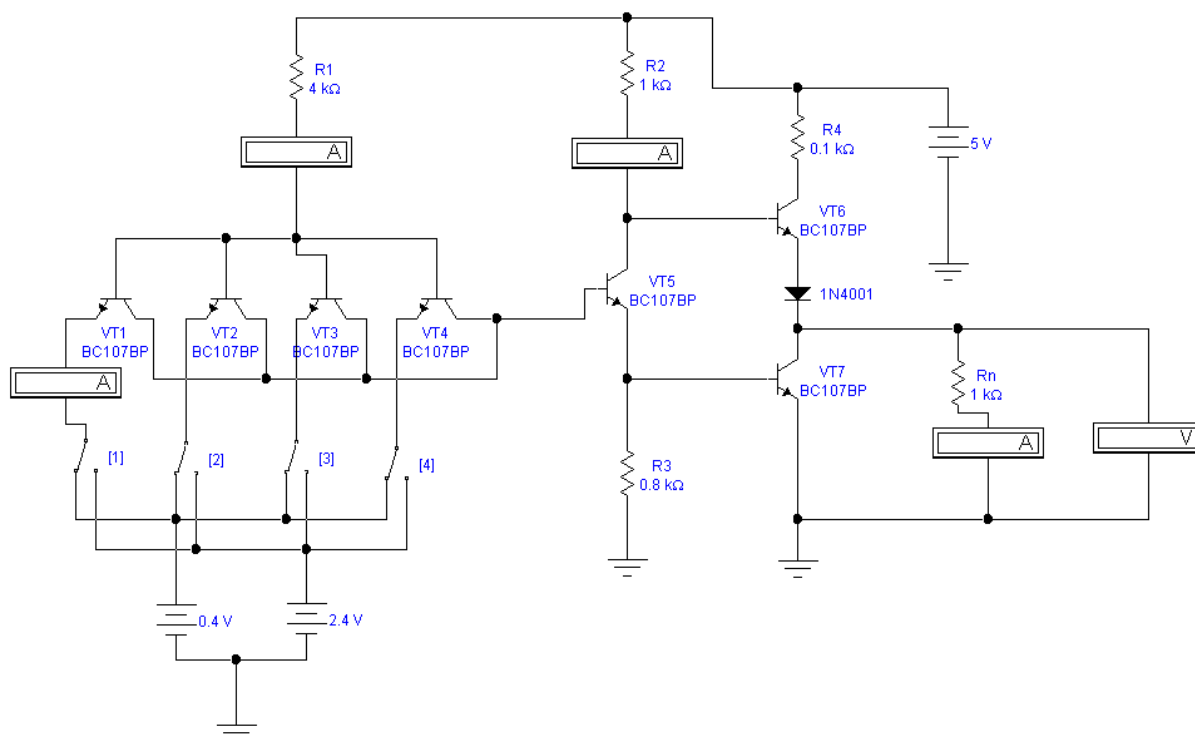 R1
4 kΩ
A
R2
1 kΩ
A
R4
0.1 kΩ
5 V
VT6
BC107BP
VT5
BC107BP
1N4001
VT1
BC107BP
VT2
BC107BP
VT3
BC107BP
VT4
BC107BP
A
VT7
BC107BP
Rn
1 kΩ
A
V
[1]
[2]
[3]
[4]
R3
0.8 kΩ
0.4 V
2.4 V